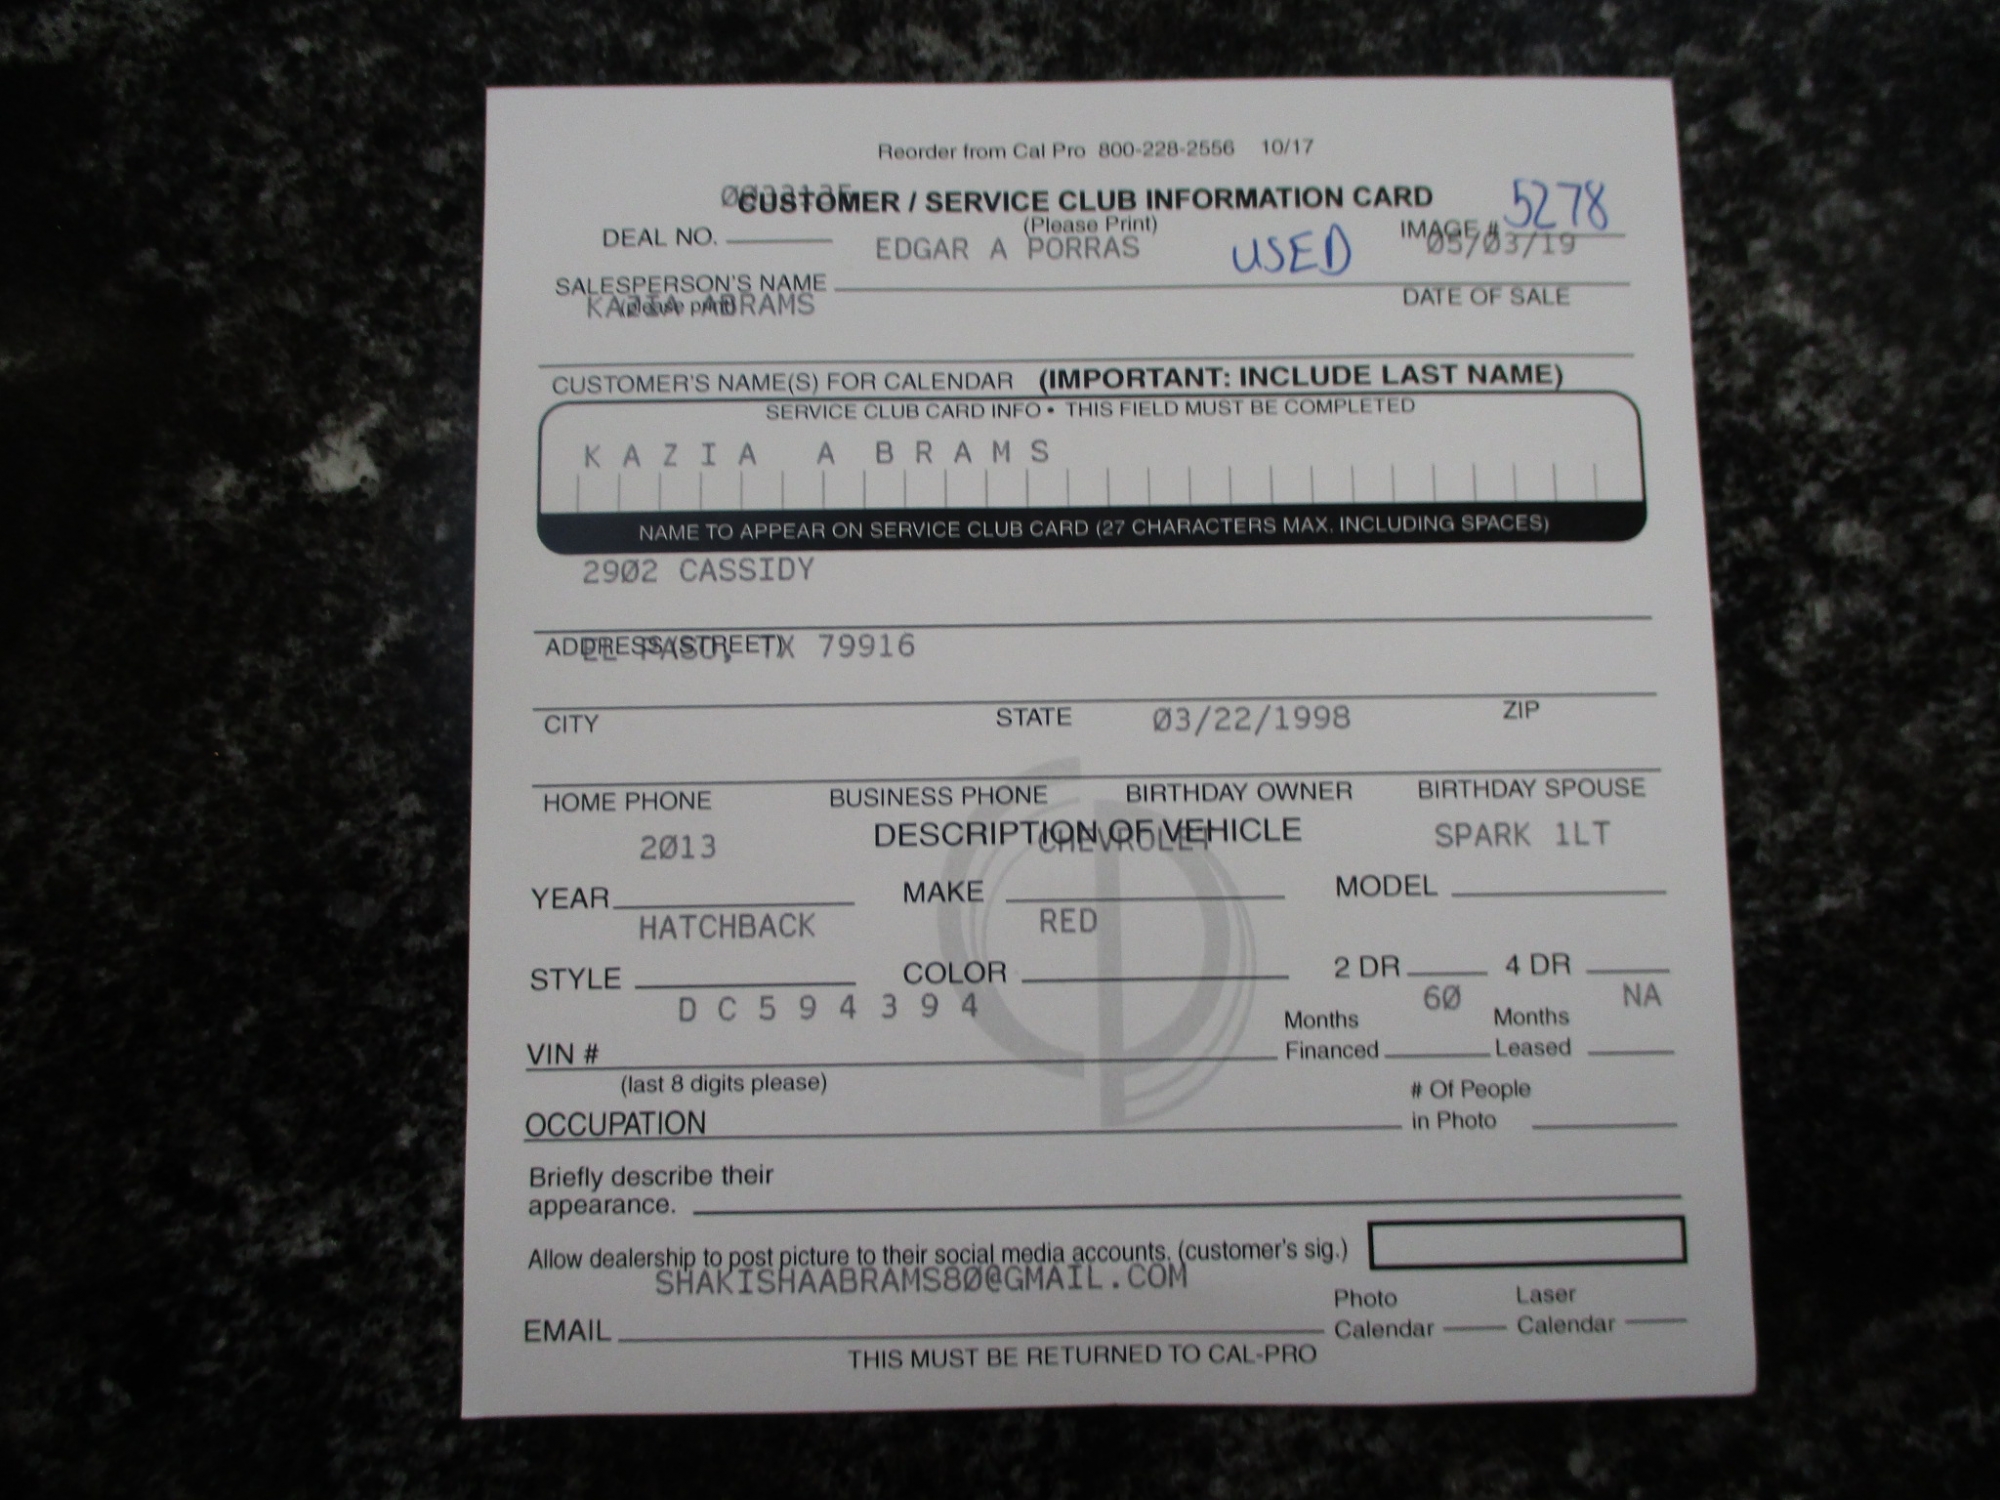 Reorder from Cal Pro 800-228-2556 10/17
CUSTOMER / SERVICE CLUB INFORMATION CARD
(Please Print)
5278
DEAL NO.
IMAGE #
EDGAR A PORRAS
USED
05/03/19
SALESPERSON'S NAME
(please print)
DATE OF SALE
KAZIA ABRAMS
CUSTOMER'S NAME(S) FOR CALENDAR (IMPORTANT: INCLUDE LAST NAME)
SERVICE CLUB CARD INFO • THIS FIELD MUST BE COMPLETED
KAZIA ABRAMS
NAME TO APPEAR ON SERVICE CLUB CARD (27 CHARACTERS MAX. INCLUDING SPACES)
2902 CASSIDY
ADDRESS (STREET)
EL PASO, TX 79916
CITY STATE ZIP
03/22/1998
HOME PHONE BUSINESS PHONE BIRTHDAY OWNER BIRTHDAY SPOUSE
DESCRIPTION OF VEHICLE
2013 CHEVROLET SPARK 1LT
YEAR MAKE MODEL
HATCHBACK RED
STYLE COLOR 2 DR 4 DR
DC594394 60 NA
VIN # Months Financed Months Leased
(last 8 digits please)
OCCUPATION # Of People in Photo
Briefly describe their
appearance.
Allow dealership to post picture to their social media accounts. (customer's sig.)
SHAKISHAABRAMS80@GMAIL.COM
EMAIL Photo Calendar Laser Calendar
THIS MUST BE RETURNED TO CAL-PRO